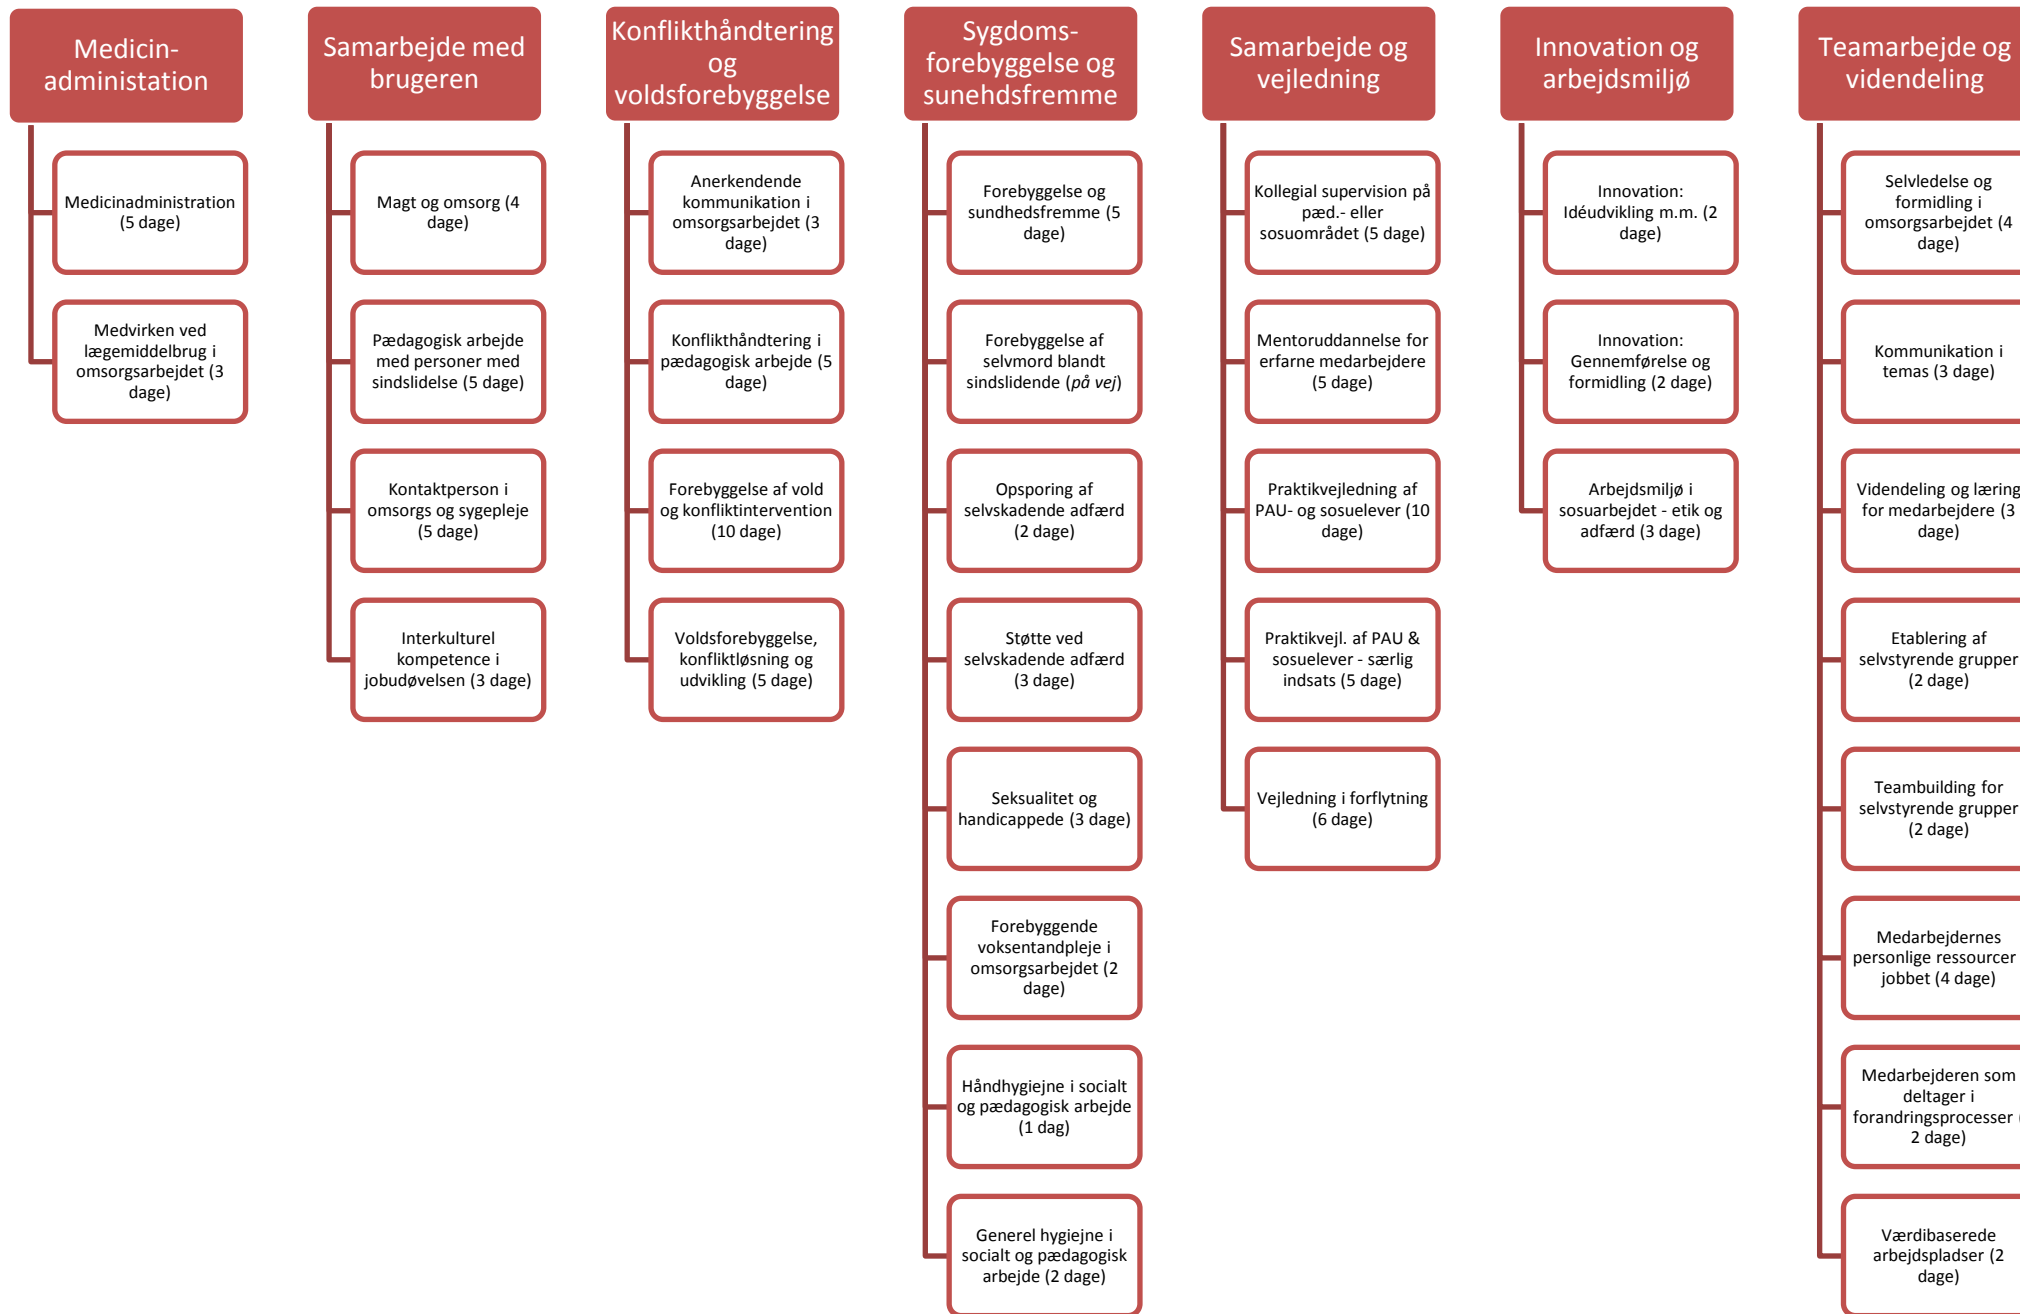 Medicin-
administation
Medicinadministration
(5 dage)
Medvirken ved
lægemiddelbrug i
omsorgsarbejdet (3
dage)
Samarbejde med
brugeren
Magt og omsorg (4
dage)
Pædagogisk arbejde
med personer med
sindslidelse (5 dage)
Kontaktperson i
omsorgs og sygepleje
(5 dage)
Interkulturel
kompetence i
jobudøvelsen (3 dage)
Konflikthåndtering
og
voldsforebyggelse
Anerkendende
kommunikation i
omsorgsarbejdet (3
dage)
Konflikthåndtering i
pædagogisk arbejde (5
dage)
Forebyggelse af vold
og konfliktintervention
(10 dage)
Voldsforebyggelse,
konfliktløsning og
udvikling (5 dage)
Sygdoms-
forebyggelse og
sunehdsfremme
Forebyggelse og
sundhedsfremme (5
dage)
Forebyggelse af
selvmord blandt
sindslidende (på vej)
Opsporing af
selvskadende adfærd
(2 dage)
Støtte ved
selvskadende adfærd
(3 dage)
Seksualitet og
handicappede (3 dage)
Forebyggende
voksentandpleje i
omsorgsarbejdet (2
dage)
Håndhygiejne i socialt
og pædagogisk arbejde
(1 dag)
Generel hygiejne i
socialt og pædagogisk
arbejde (2 dage)
Samarbejde og
vejledning
Kollegial supervision på
pæd.- eller
sosuområdet (5 dage)
Mentoruddannelse for
erfarne medarbejdere
(5 dage)
Praktikvejledning af
PAU- og sosuelever (10
dage)
Praktikvejl. af PAU &
sosuelever - særlig
indsats (5 dage)
Vejledning i forflytning
(6 dage)
Innovation og
arbejdsmiljø
Innovation:
Idéudvikling m.m. (2
dage)
Innovation:
Gennemførelse og
formidling (2 dage)
Arbejdsmiljø i
sosuarbejdet - etik og
adfærd (3 dage)
Teamarbejde og
videndeling
Selvledelse og
formidling i
omsorgsarbejdet (4
dage)
Kommunikation i
temas (3 dage)
Videndeling og læring
for medarbejdere (3
dage)
Etablering af
selvstyrende grupper
(2 dage)
Teambuilding for
selvstyrende grupper
(2 dage)
Medarbejdernes
personlige ressourcer
jobbet (4 dage)
Medarbejderen som
deltager i
forandringsprocesser (
2 dage)
Værdibaserede
arbejdspladser (2
dage)